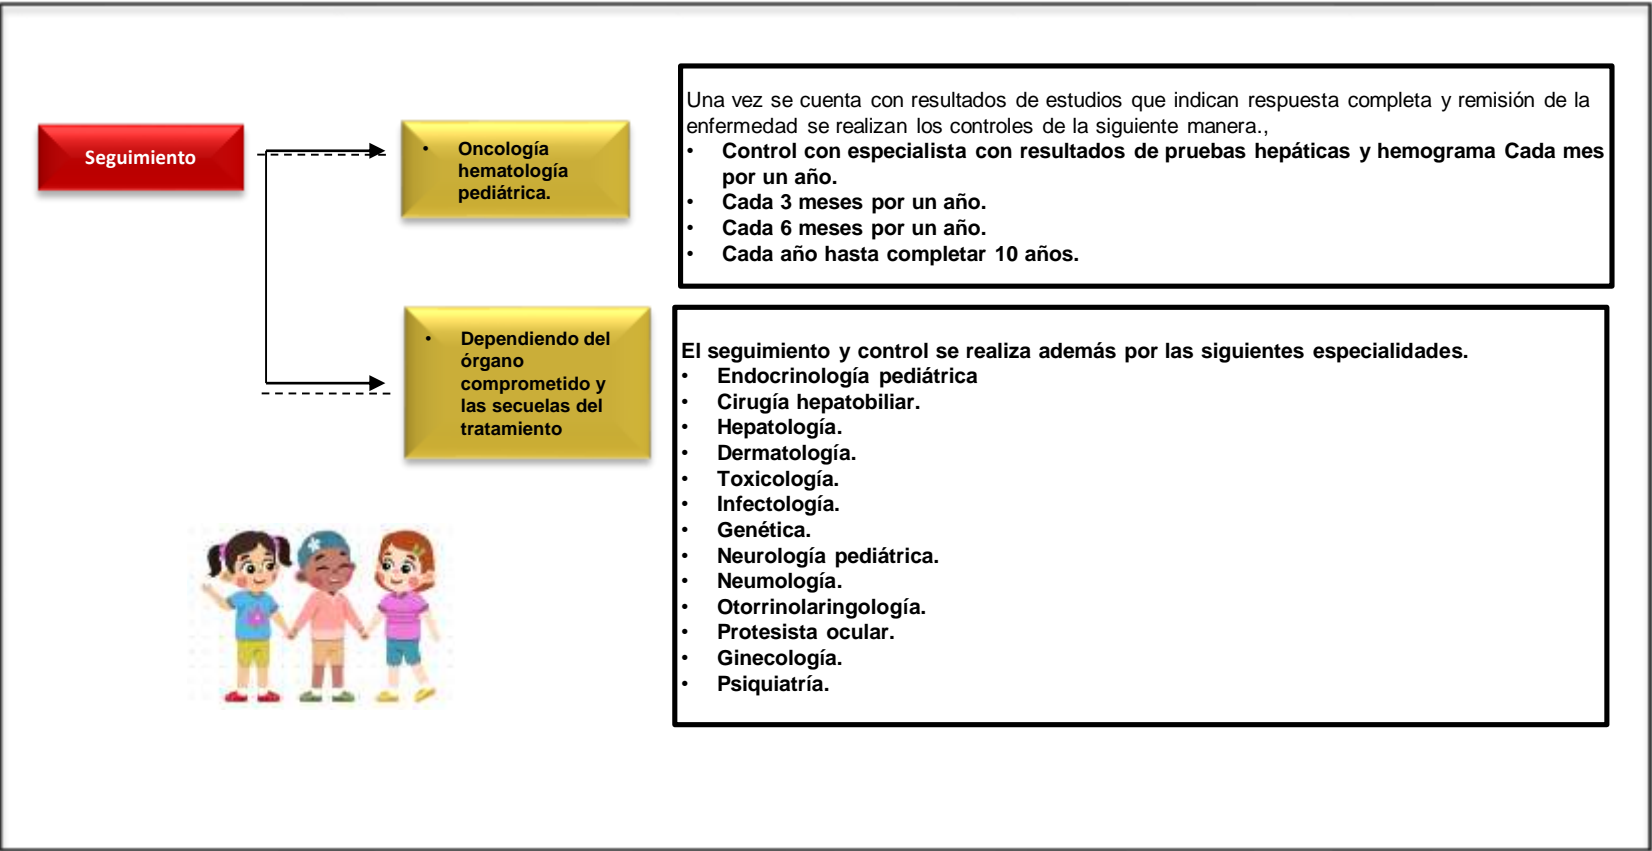 Seguimiento
• Oncología
hematología
pediátrica.
Una vez se cuenta con resultados de estudios que indican respuesta completa y remisión de la
enfermedad se realizan los controles de la siguiente manera.,
• Control con especialista con resultados de pruebas hepáticas y hemograma Cada mes
por un año.
• Cada 3 meses por un año.
• Cada 6 meses por un año.
• Cada año hasta completar 10 años.
• Dependiendo del
órgano
comprometido y
las secuelas del
tratamiento
El seguimiento y control se realiza además por las siguientes especialidades.
• Endocrinología pediátrica
• Cirugía hepatobiliar.
• Hepatología.
• Dermatología.
• Toxicología.
• Infectología.
• Genética.
• Neurología pediátrica.
• Neumología.
• Otorrinolaringología.
• Protesista ocular.
• Ginecología.
• Psiquiatría.